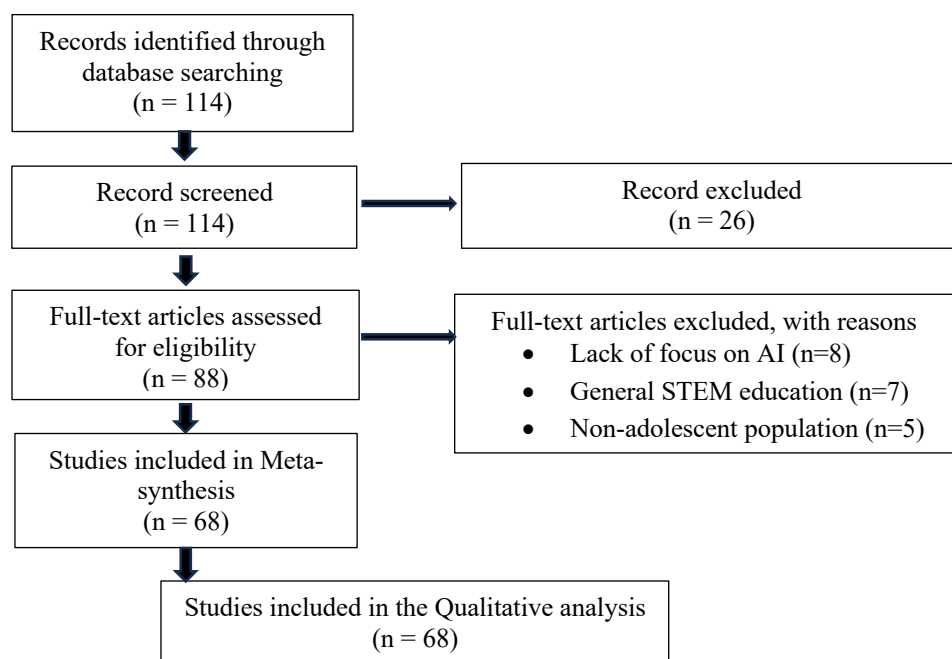 Records identified through
database searching
(n = 114)
Record screened
(n = 114)
Record excluded
(n = 26)
Full-text articles assessed
for eligibility
(n = 88)
Full-text articles excluded, with reasons
• Lack of focus on AI (n=8)
• General STEM education (n=7)
• Non-adolescent population (n=5)
Studies included in Meta-
synthesis
(n = 68)
Studies included in the Qualitative analysis
(n = 68)